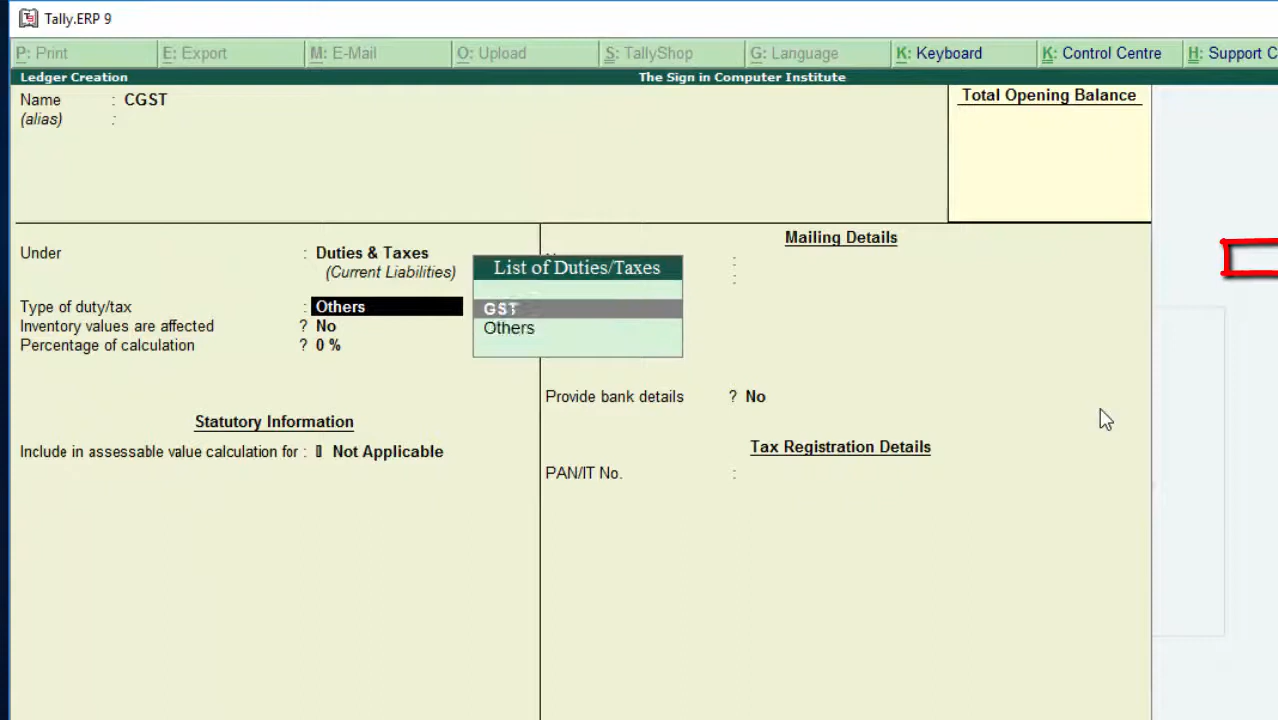 Tally.ERP 9
P: Print E: Export M: E-Mail O: Upload S: TallyShop G: Language K: Keyboard K: Control Centre H: Support C
Ledger Creation The Sign in Computer Institute
Name : CGST
(alias) :
Total Opening Balance
Under : Duties & Taxes
(Current Liabilities)
Type of duty/tax : Others
Inventory values are affected ? No
Percentage of calculation ? 0 %
List of Duties/Taxes
GST
Others
Statutory Information
Include in assessable value calculation for : Not Applicable
Mailing Details
:
:
Provide bank details ? No
Tax Registration Details
PAN/IT No. :